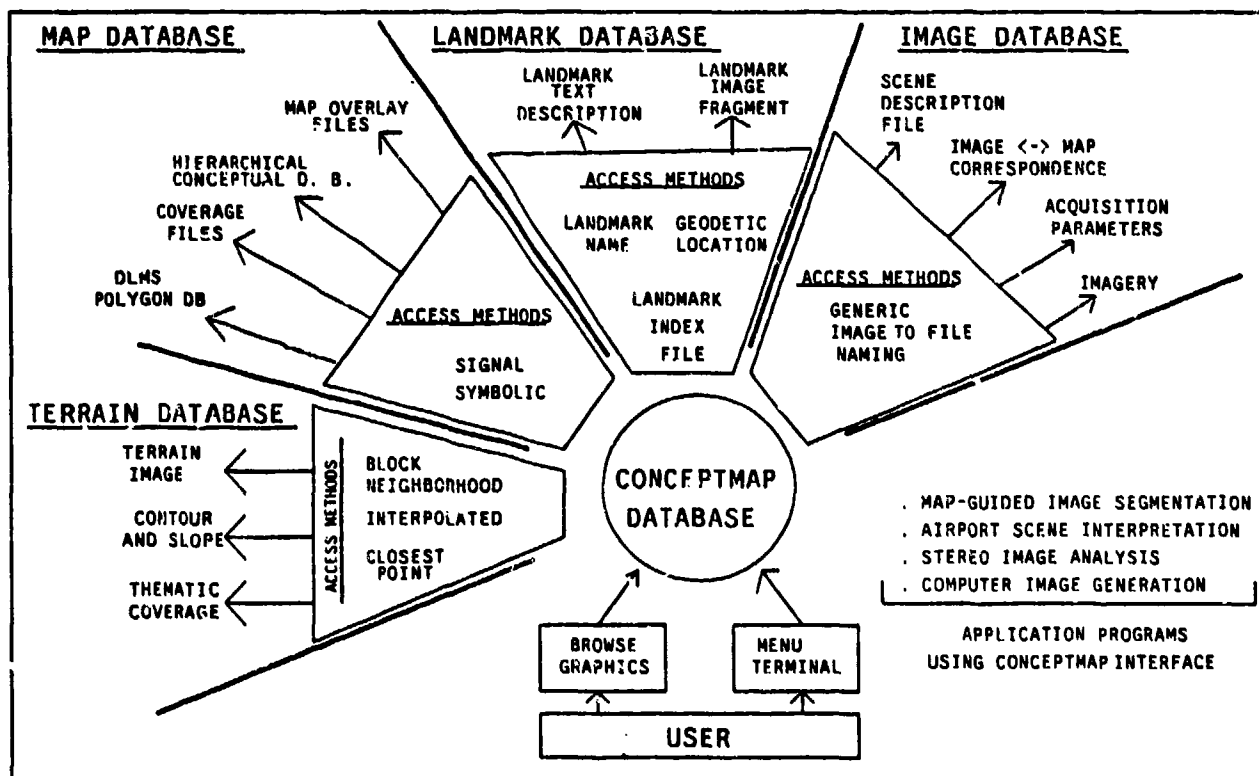 MAP DATABASE
MAP OVERLAY
FILES
HIERARCHICAL
CONCEPTUAL D. B.
COVERAGE
FILES
DLMS
POLYGON DB
ACCESS METHODS
SIGNAL
SYMBOLIC
LANDMARK DATABASE
LANDMARK
TEXT
DESCRIPTION
LANDMARK
IMAGE
FRAGMENT
ACCESS METHODS
LANDMARK
NAME
GEODETIC
LOCATION
LANDMARK
INDEX
FILE
IMAGE DATABASE
SCENE
DESCRIPTION
FILE
IMAGE <-> MAP
CORRESPONDENCE
ACQUISITION
PARAMETERS
IMAGERY
ACCESS METHODS
GENERIC
IMAGE TO FILE
NAMING
TERRAIN DATABASE
TERRAIN
IMAGE
CONTOUR
AND SLOPE
THEMATIC
COVERAGE
ACCESS METHODS
BLOCK
NEIGHBORHOOD
INTERPOLATED
CLOSEST
POINT
CONCEPTMAP
DATABASE
. MAP-GUIDED IMAGE SEGMENTATION
. AIRPORT SCENE INTERPRETATION
. STEREO IMAGE ANALYSIS
. COMPUTER IMAGE GENERATION
APPLICATION PROGRAMS
USING CONCEPTMAP INTERFACE
BROWSE
GRAPHICS
MENU
TERMINAL
USER